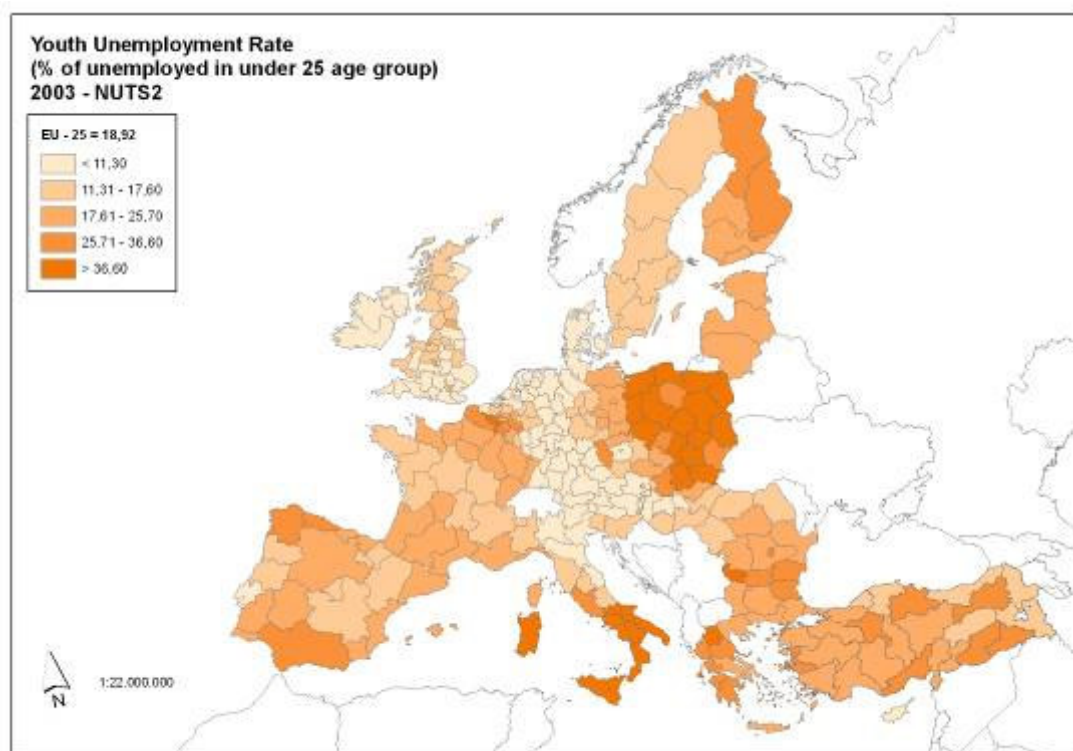 Youth Unemployment Rate
(% of unemployed in under 25 age group)
2003 - NUTS2
EU - 25 = 18,92
< 11,30
11,31 - 17,60
17,61 - 25,70
25,71 - 36,60
> 36,60
1:22.000.000
N